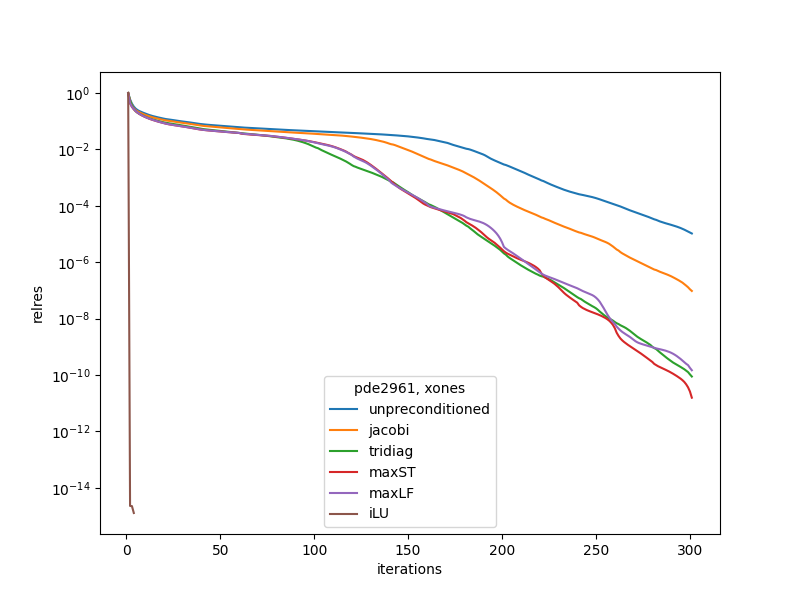 10^0
10^-2
10^-4
10^-6
10^-8
10^-10
10^-12
10^-14
relres
0 50 100 150 200 250 300
iterations
pde2961, xones
unpreconditioned
jacobi
tridiag
maxST
maxLF
iLU